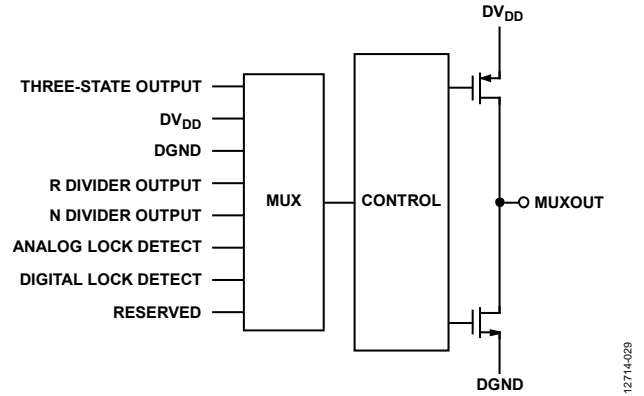 DVDD
THREE-STATE OUTPUT
DVDD
DGND
R DIVIDER OUTPUT
N DIVIDER OUTPUT
ANALOG LOCK DETECT
DIGITAL LOCK DETECT
RESERVED
MUX
CONTROL
MUXOUT
DGND
12714-029